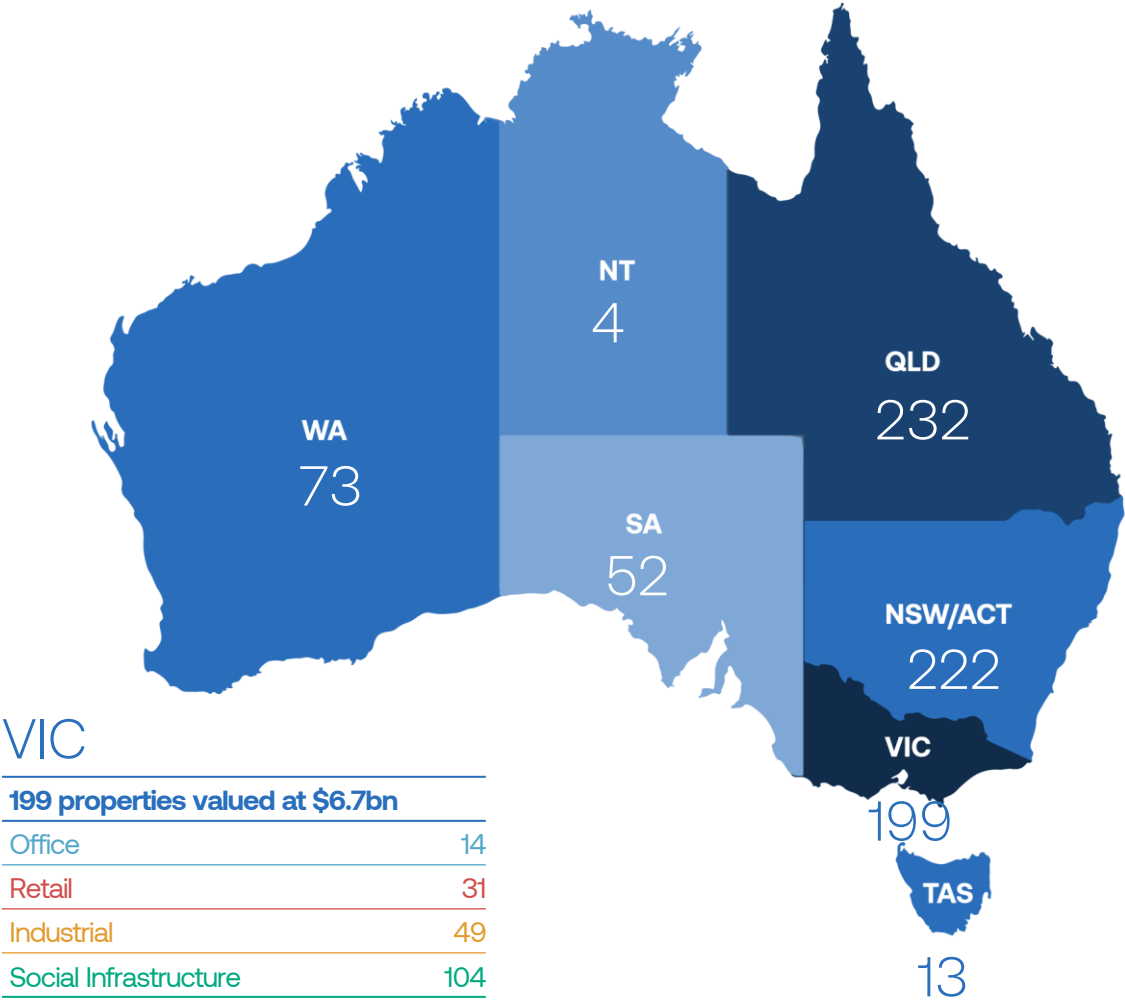 NT
4
QLD
232
WA
73
SA
52
NSW/ACT
222
VIC
199
TAS
13
VIC
199 properties valued at $6.7bn
Office 14
Retail 31
Industrial 49
Social Infrastructure 104